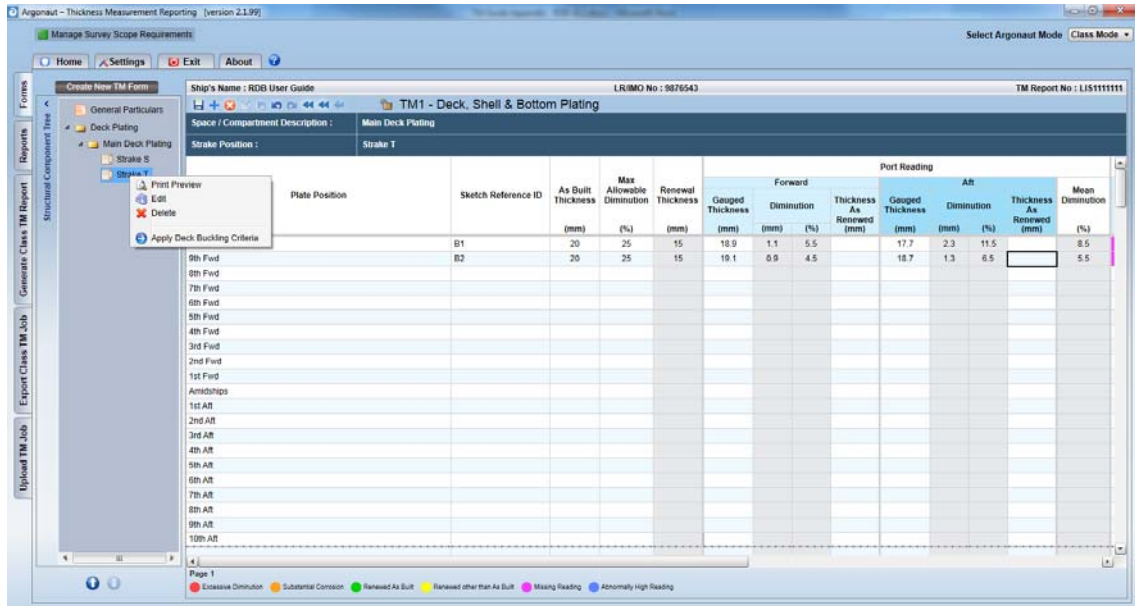 Argonaut – Thickness Measurement Reporting [version 2.1.99]
Manage Survey Scope Requirements
Select Argonaut Mode Class Mode
Home Settings Exit About
Forms
Reports
Generate Class TM Report
Export Class TM Job
Upload TM Job
Structural Component Tree
Create New TM Form
General Particulars
Deck Plating
Main Deck Plating
Strake S
Strake T
Print Preview
Edit
Delete
Apply Deck Buckling Criteria
Ship's Name : RDB User Guide LR/IMO No : 9876543 TM Report No : LIS1111111
TM1 - Deck, Shell & Bottom Plating
Space / Compartment Description : Main Deck Plating
Strake Position : Strake T
Port Reading
Forward Aft
Plate Position Sketch Reference ID As Built Thickness (mm) Max Allowable Diminution (%) Renewal Thickness (mm) Gauged Thickness (mm) Diminution (mm) (%) Thickness As Renewed (mm) Gauged Thickness (mm) Diminution (mm) (%) Thickness As Renewed (mm) Mean Diminution (%)
B1 20 25 15 18.9 1.1 5.5 17.7 2.3 11.5 8.5
9th Fwd B2 20 25 15 19.1 0.9 4.5 18.7 1.3 6.5 5.5
8th Fwd
7th Fwd
6th Fwd
5th Fwd
4th Fwd
3rd Fwd
2nd Fwd
1st Fwd
Amidships
1st Aft
2nd Aft
3rd Aft
4th Aft
5th Aft
6th Aft
7th Aft
8th Aft
9th Aft
10th Aft
Page 1
Excessive Diminution Substantial Corrosion Renewed As Built Renewed other than As Built Missing Reading Abnormally High Reading